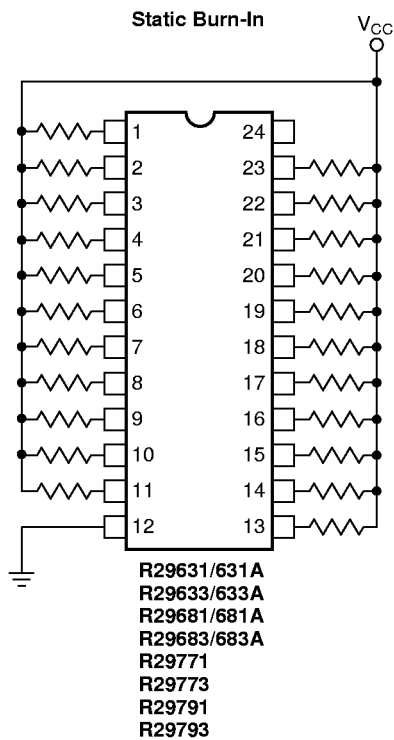 Static Burn-In
VCC
1 24
2 23
3 22
4 21
5 20
6 19
7 18
8 17
9 16
10 15
11 14
12 13
R29631/631A
R29633/633A
R29681/681A
R29683/683A
R29771
R29773
R29791
R29793